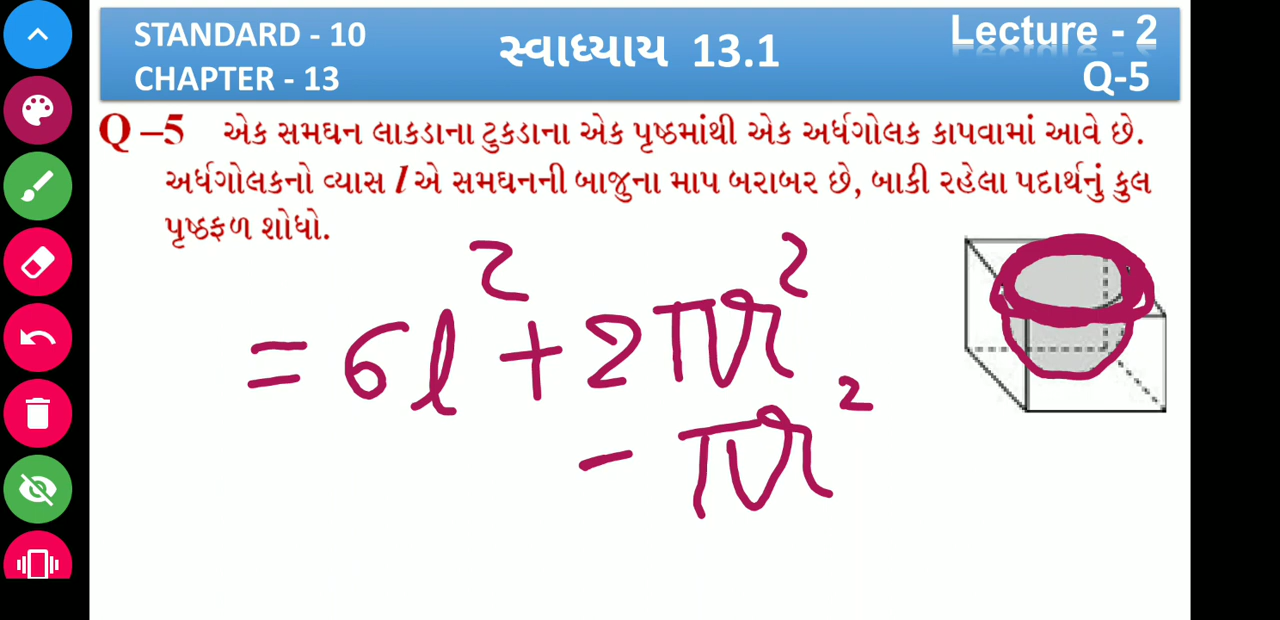 STANDARD - 10
CHAPTER - 13
સ્વાધ્યાય 13.1
Lecture - 2
Q-5
Q –5 એક સમઘન લાકડાના ટુકડાના એક પૃષ્ઠમાંથી એક અર્ધગોલક કાપવામાં આવે છે.
અર્ધગોલકનો વ્યાસ l એ સમઘનની બાજુના માપ બરાબર છે, બાકી રહેલા પદાર્થનું કુલ
પૃષ્ઠફળ શોધો.
= 6l² + 2πr²
- πr²